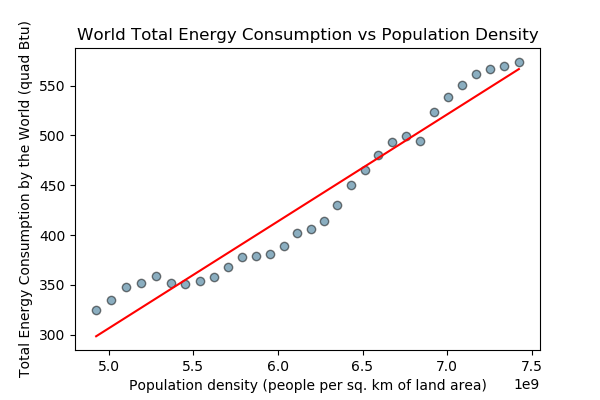 World Total Energy Consumption vs Population Density
Total Energy Consumption by the World (quad Btu)
550
500
450
400
350
300
5.0 5.5 6.0 6.5 7.0 7.5
1e9
Population density (people per sq. km of land area)